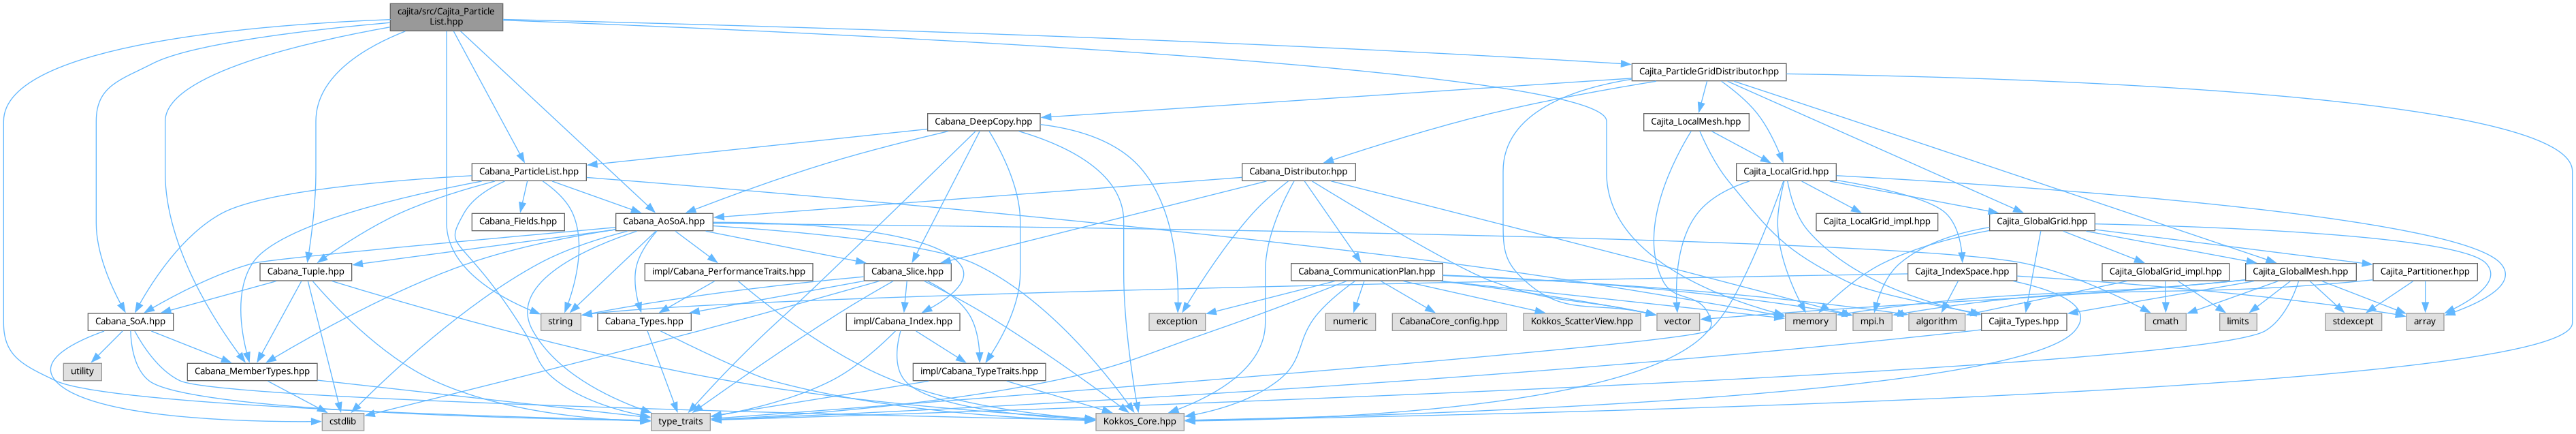 cajita/src/Cajita_Particle
List.hpp
Cajita_ParticleGridDistributor.hpp
Cabana_DeepCopy.hpp
Cajita_LocalMesh.hpp
Cabana_ParticleList.hpp
Cabana_Distributor.hpp
Cajita_LocalGrid.hpp
Cabana_Fields.hpp
Cabana_AoSoA.hpp
Cajita_LocalGrid_impl.hpp
Cajita_GlobalGrid.hpp
Cabana_Tuple.hpp
impl/Cabana_PerformanceTraits.hpp
Cabana_Slice.hpp
Cabana_CommunicationPlan.hpp
Cajita_IndexSpace.hpp
Cajita_GlobalGrid_impl.hpp
Cajita_GlobalMesh.hpp
Cajita_Partitioner.hpp
Cabana_SoA.hpp
string
Cabana_Types.hpp
impl/Cabana_Index.hpp
exception
numeric
CabanaCore_config.hpp
Kokkos_ScatterView.hpp
vector
memory
mpi.h
algorithm
Cajita_Types.hpp
cmath
limits
stdexcept
array
utility
Cabana_MemberTypes.hpp
impl/Cabana_TypeTraits.hpp
cstdlib
type_traits
Kokkos_Core.hpp